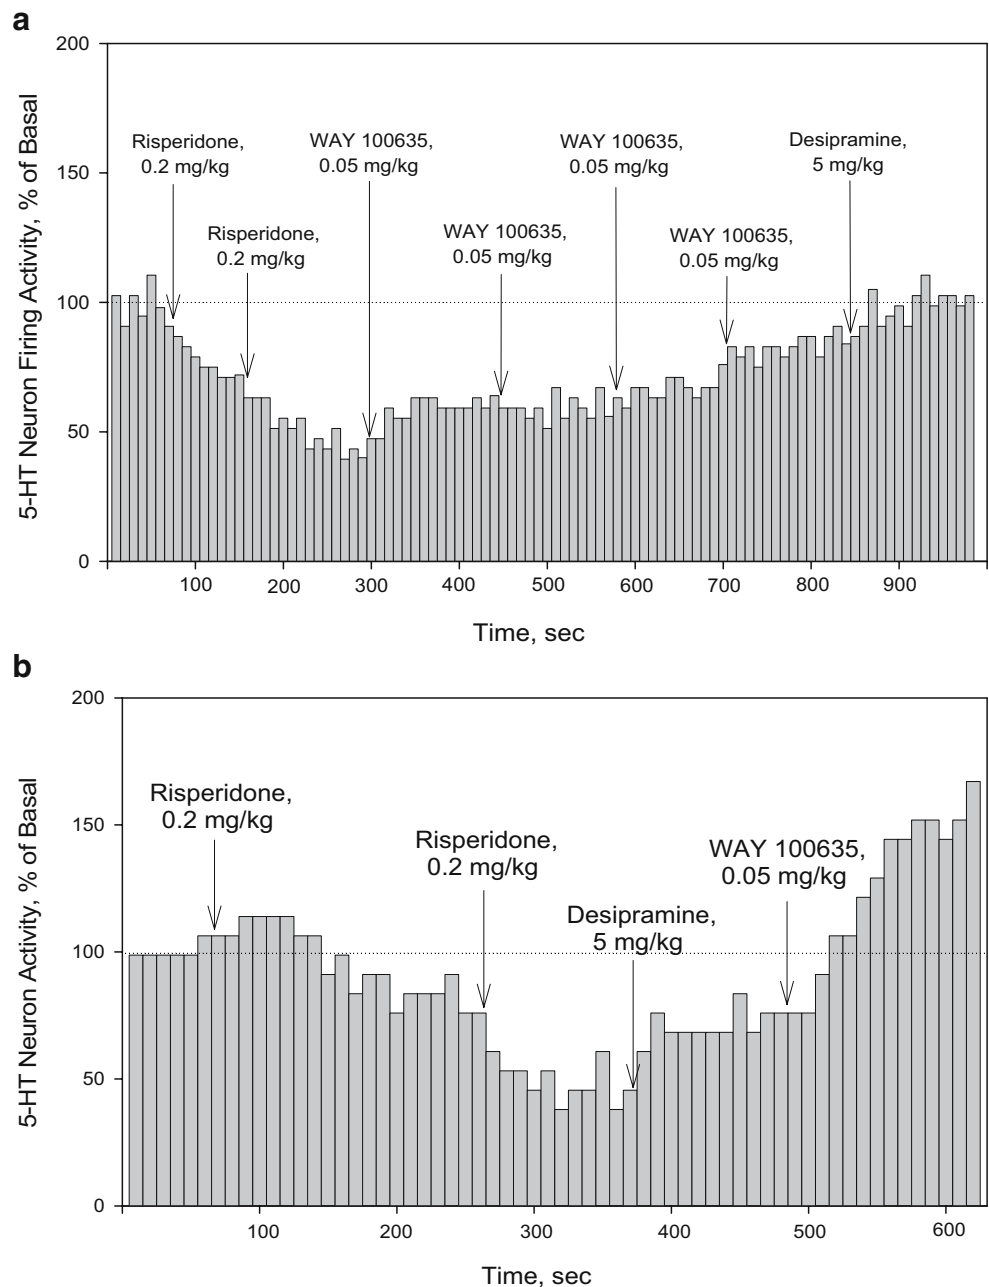 a
200
150
100
50
0
5-HT Neuron Firing Activity, % of Basal
Risperidone,
0.2 mg/kg
Risperidone,
0.2 mg/kg
WAY 100635,
0.05 mg/kg
WAY 100635,
0.05 mg/kg
WAY 100635,
0.05 mg/kg
WAY 100635,
0.05 mg/kg
Desipramine,
5 mg/kg
100 200 300 400 500 600 700 800 900
Time, sec
b
200
150
100
50
0
5-HT Neuron Activity, % of Basal
Risperidone,
0.2 mg/kg
Risperidone,
0.2 mg/kg
Desipramine,
5 mg/kg
WAY 100635,
0.05 mg/kg
100 200 300 400 500 600
Time, sec